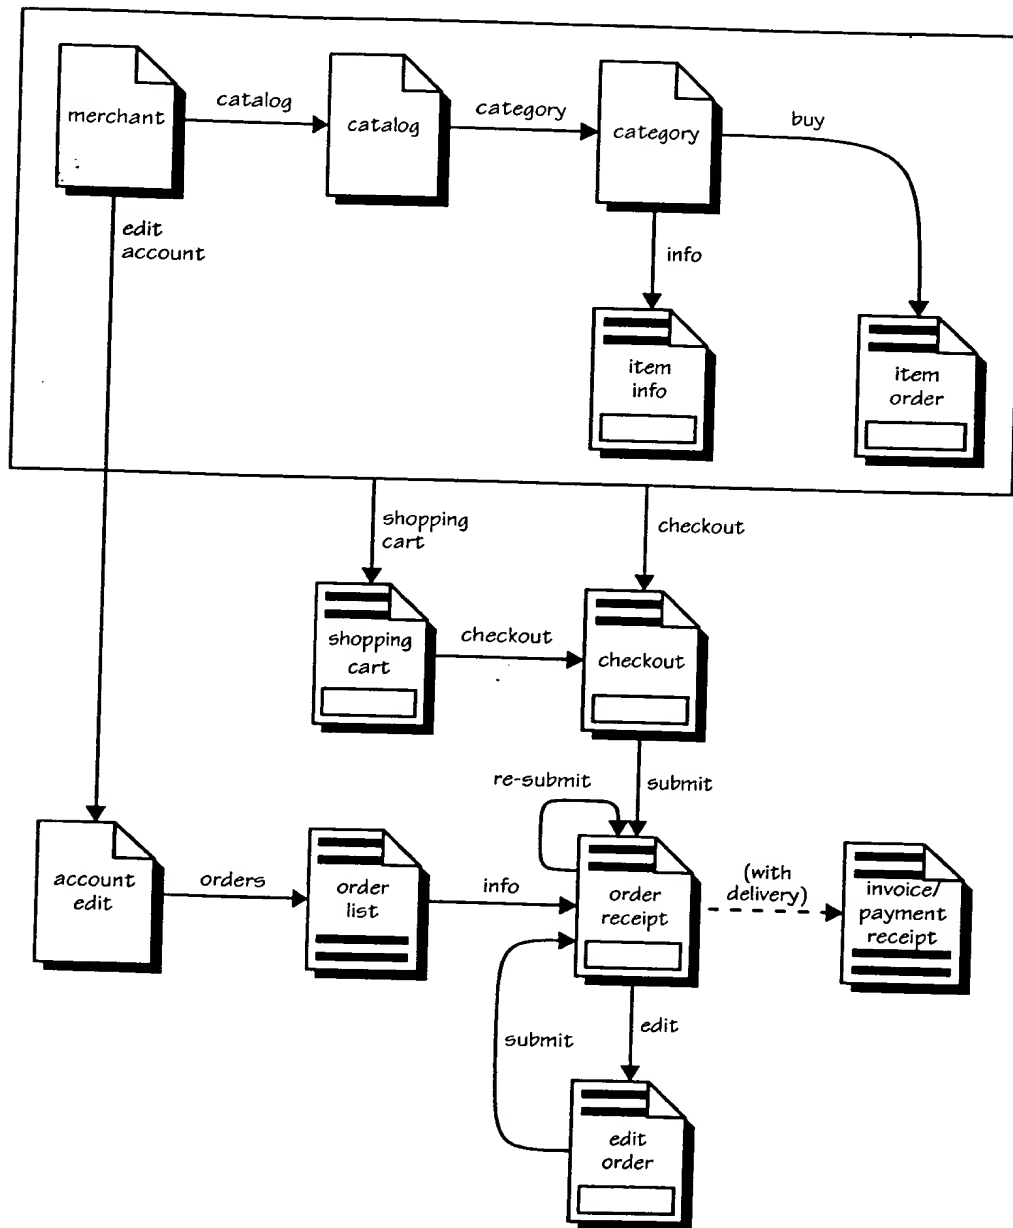 merchant
catalog
catalog
category
category
buy
edit
account
info
item
info
item
order
shopping
cart
checkout
shopping
cart
checkout
checkout
re-submit
submit
account
edit
orders
order
list
info
order
receipt
(with
delivery)
invoice/
payment
receipt
submit
edit
edit
order